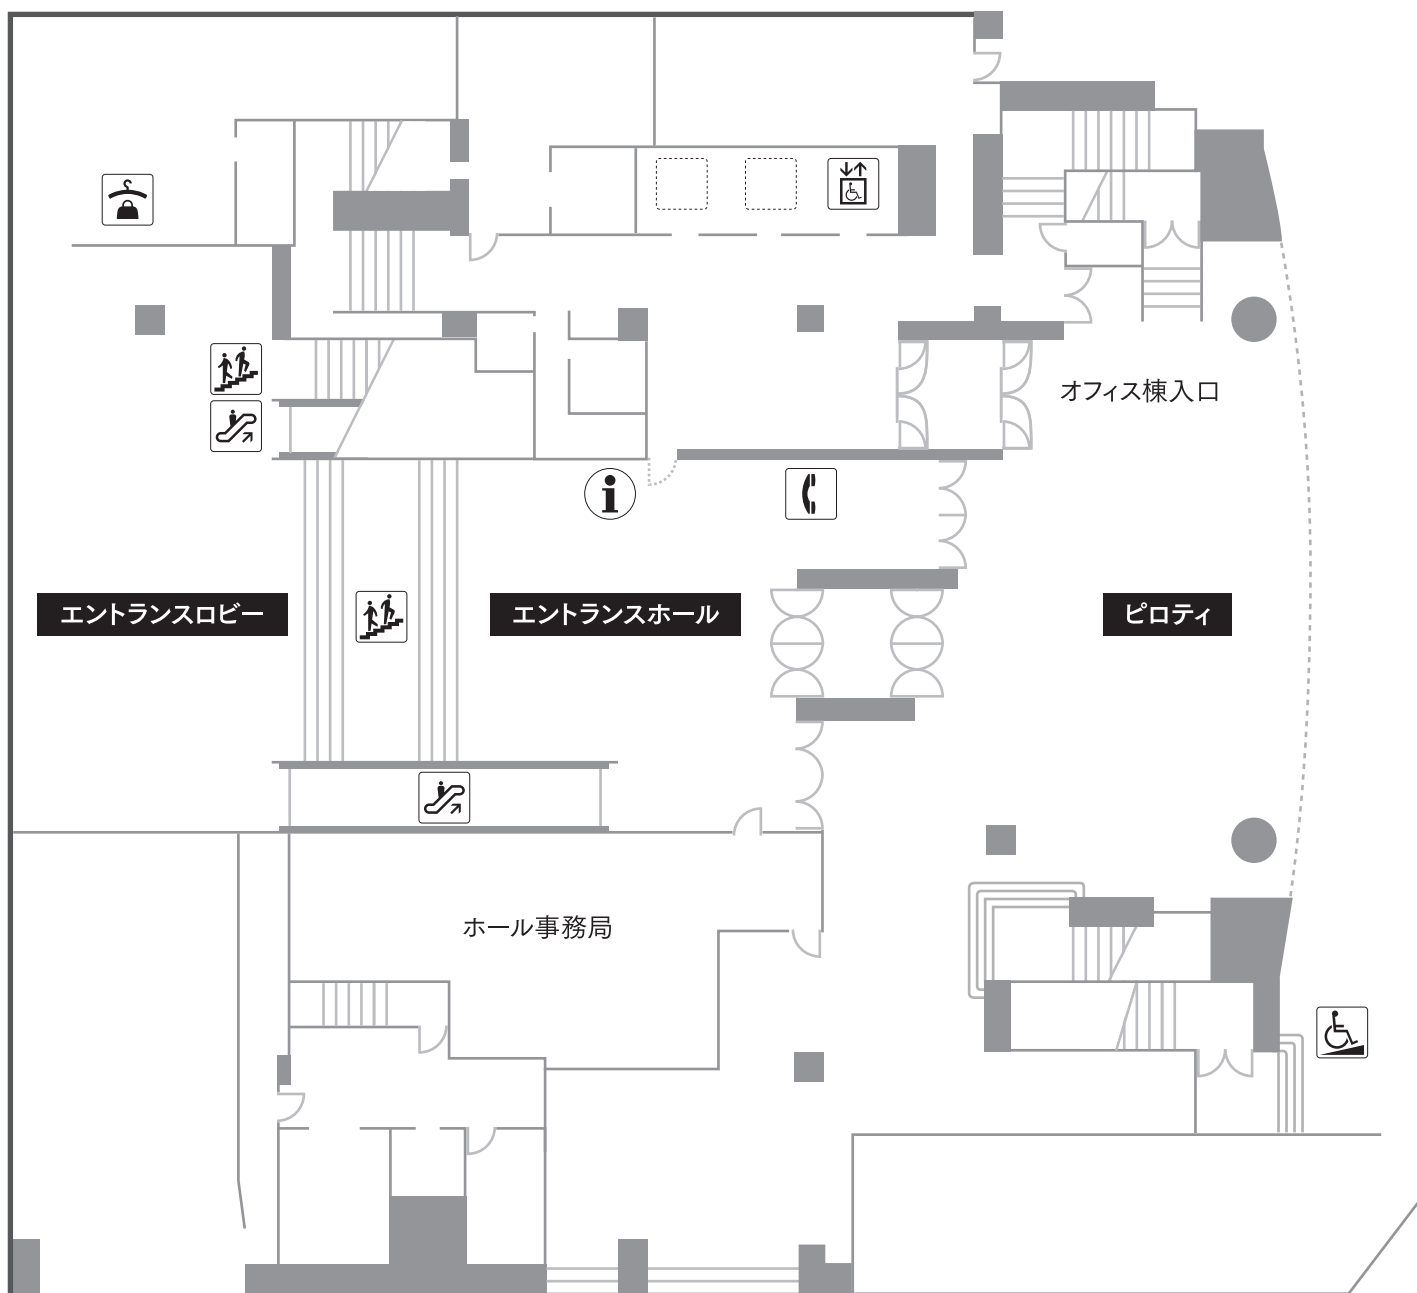 オフィス棟入口
エントランスロビー
エントランスホール
ピロティ
ホール事務局